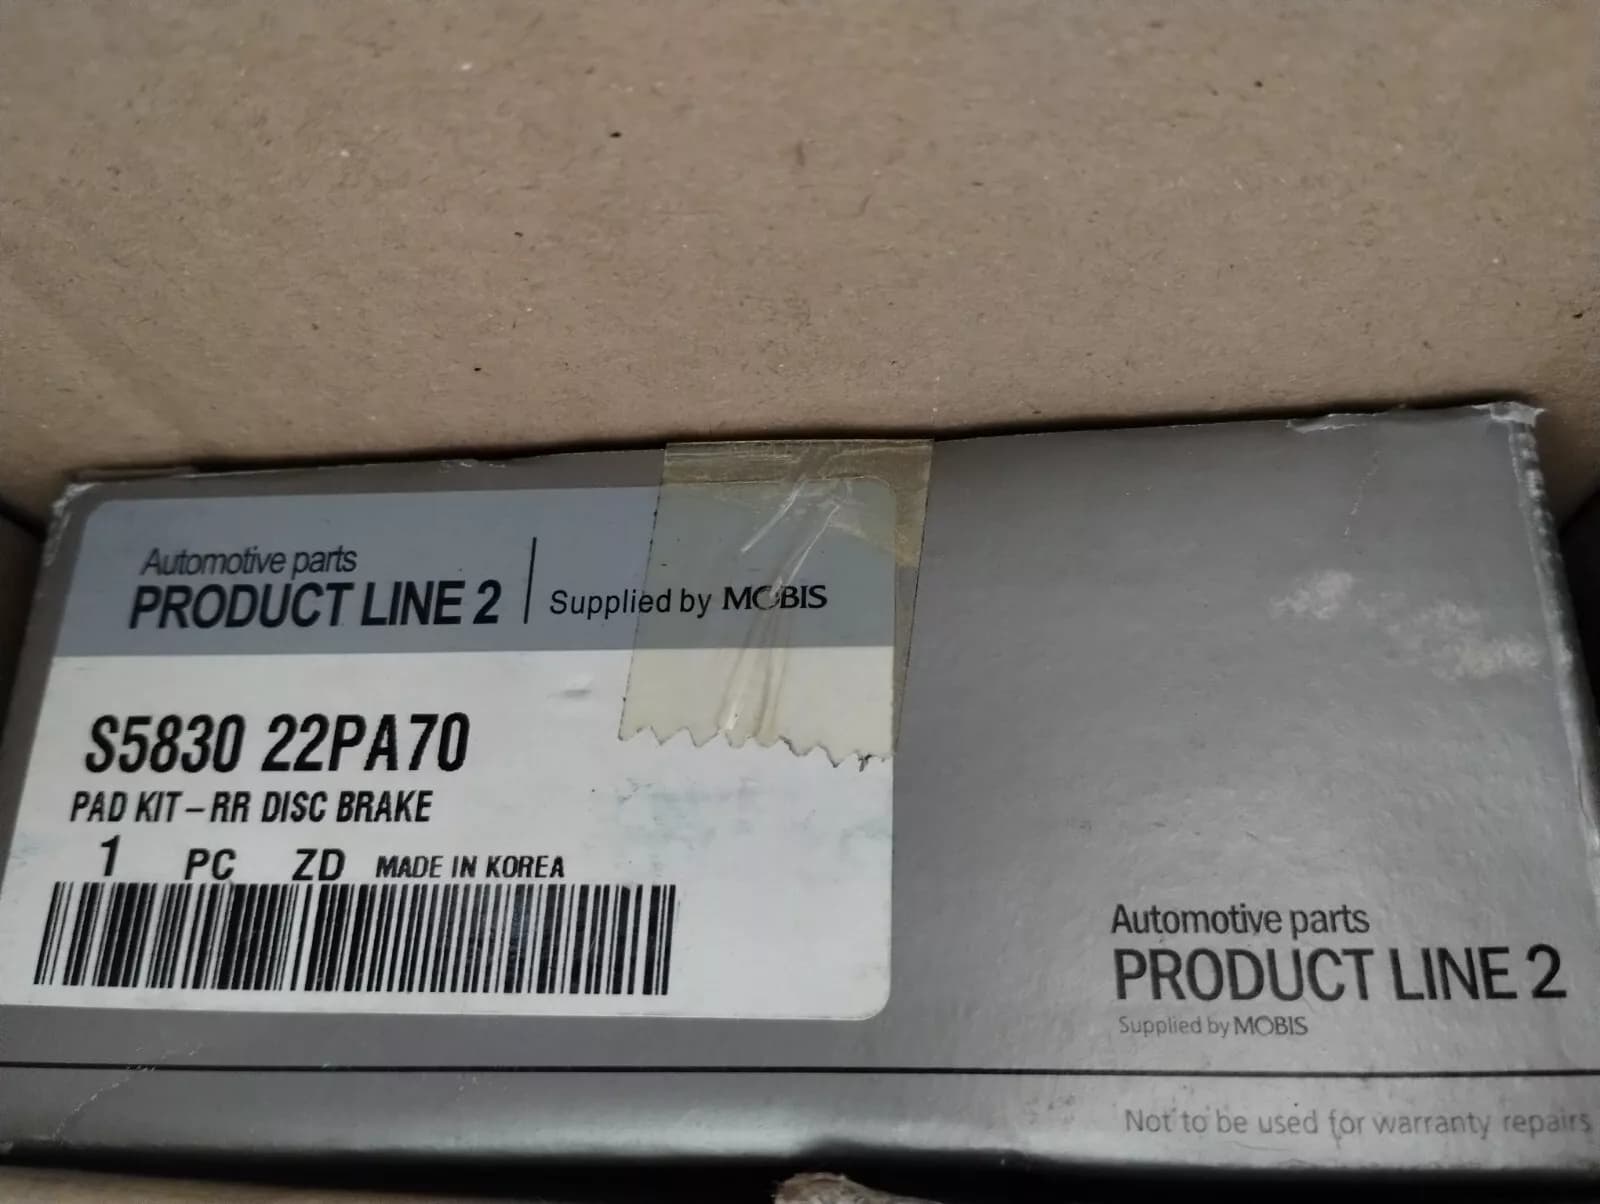 Automotive parts
PRODUCT LINE 2
Supplied by MOBIS
S5830 22PA70
PAD KIT – RR DISC BRAKE
1 PC ZD MADE IN KOREA
Automotive parts
PRODUCT LINE 2
Supplied by MOBIS
Not to be used for warranty repairs